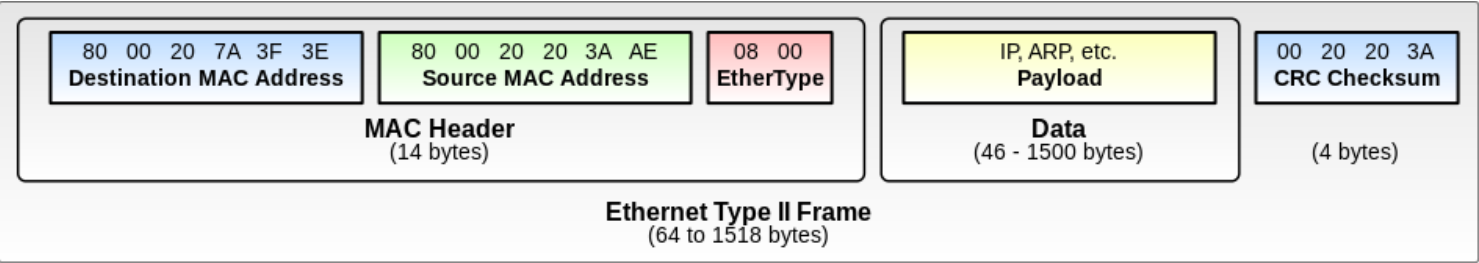 80 00 20 7A 3F 3E
Destination MAC Address
80 00 20 20 3A AE
Source MAC Address
08 00
EtherType
MAC Header
(14 bytes)
IP, ARP, etc.
Payload
Data
(46 - 1500 bytes)
00 20 20 3A
CRC Checksum
(4 bytes)
Ethernet Type II Frame
(64 to 1518 bytes)